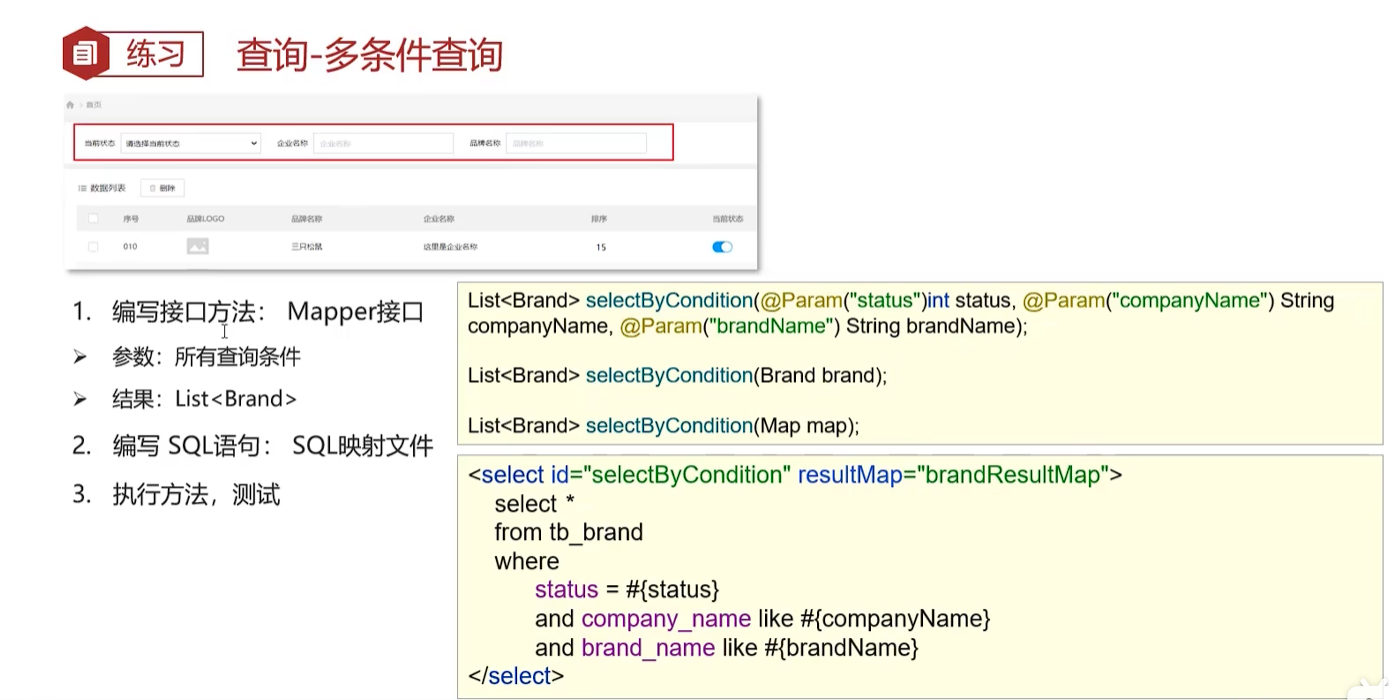 练习
查询-多条件查询
首页
当前状态 请选择当前状态 企业名称 企业名称 品牌名称 品牌名称
数据列表 删除
序号 品牌LOGO 品牌名称 企业名称 排序 当前状态
010 三只松鼠 这里是企业名称 15
1. 编写接口方法： Mapper接口
➢ 参数：所有查询条件
➢ 结果：List<Brand>
2. 编写 SQL语句： SQL映射文件
3. 执行方法，测试
List<Brand> selectByCondition(@Param("status")int status, @Param("companyName") String
companyName, @Param("brandName") String brandName);
List<Brand> selectByCondition(Brand brand);
List<Brand> selectByCondition(Map map);
<select id="selectByCondition" resultMap="brandResultMap">
select *
from tb_brand
where
status = #{status}
and company_name like #{companyName}
and brand_name like #{brandName}
</select>